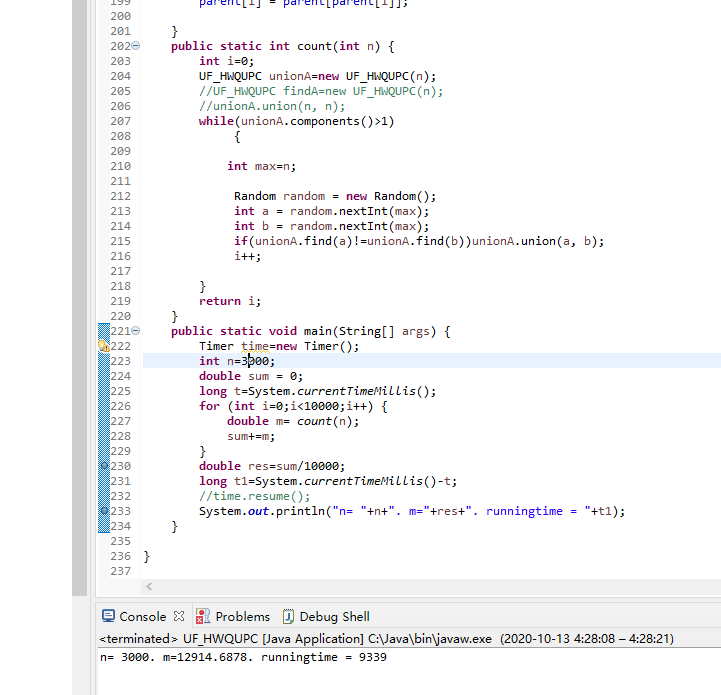 199 parent[i] = parent[parent[i]];
200
201 }
202 public static int count(int n) {
203 int i=0;
204 UF_HWQUPC unionA=new UF_HWQUPC(n);
205 //UF_HWQUPC findA=new UF_HWQUPC(n);
206 //unionA.union(n, n);
207 while(unionA.components()>1)
208 {
209
210 int max=n;
211
212 Random random = new Random();
213 int a = random.nextInt(max);
214 int b = random.nextInt(max);
215 if(unionA.find(a)!=unionA.find(b))unionA.union(a, b);
216 i++;
217
218 }
219 return i;
220 }
221 public static void main(String[] args) {
222 Timer time=new Timer();
223 int n=3000;
224 double sum = 0;
225 long t=System.currentTimeMillis();
226 for (int i=0;i<10000;i++) {
227 double m= count(n);
228 sum+=m;
229 }
230 double res=sum/10000;
231 long t1=System.currentTimeMillis()-t;
232 //time.resume();
233 System.out.println("n= "+n+". m="+res+". runningtime = "+t1);
234 }
235
236 }
237
Console Problems Debug Shell
<terminated> UF_HWQUPC [Java Application] C:\Java\bin\javaw.exe (2020-10-13 4:28:08 – 4:28:21)
n= 3000. m=12914.6878. runningtime = 9339